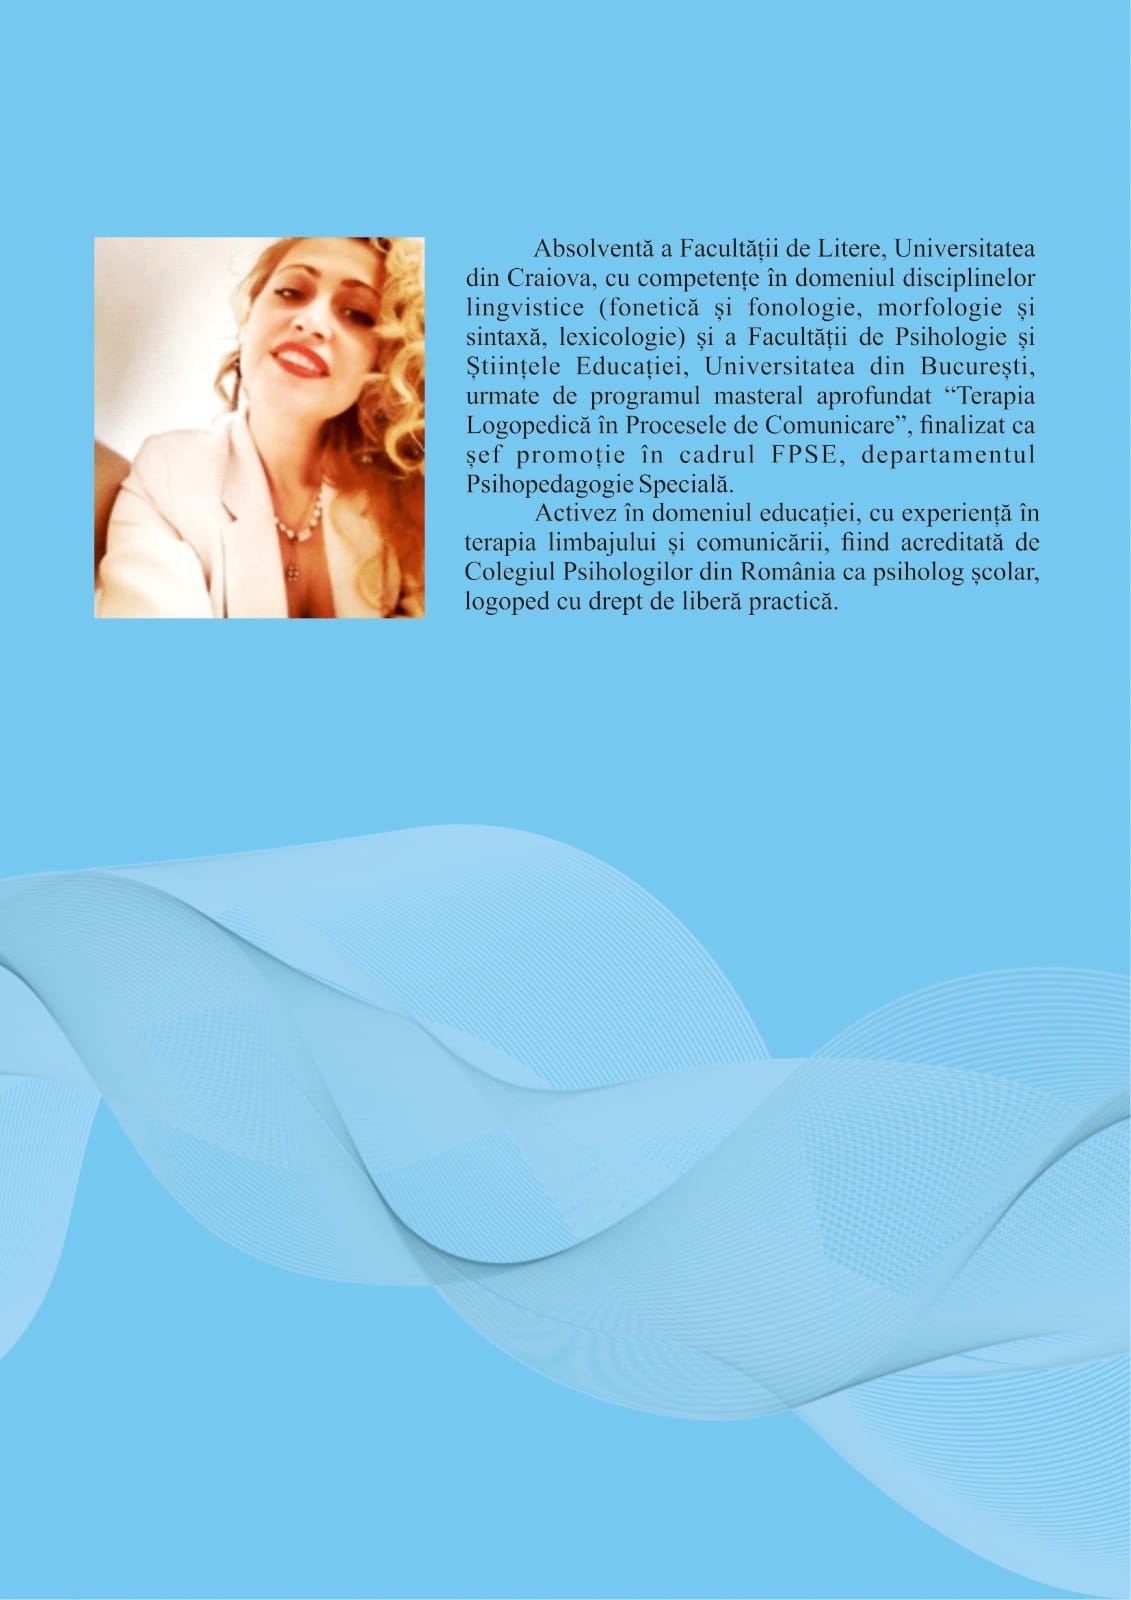 Absolventă a Facultății de Litere, Universitatea
din Craiova, cu competențe în domeniul disciplinelor
lingvistice (fonetică și fonologie, morfologie și
sintaxă, lexicologie) și a Facultății de Psihologie și
Științele Educației, Universitatea din București,
urmate de programul masteral aprofundat “Terapia
Logopedică în Procesele de Comunicare”, finalizat ca
șef promoție în cadrul FPSE, departamentul
Psihopedagogie Specială.
Activez în domeniul educației, cu experiență în
terapia limbajului și comunicării, fiind acreditată de
Colegiul Psihologilor din România ca psiholog școlar,
logoped cu drept de liberă practică.